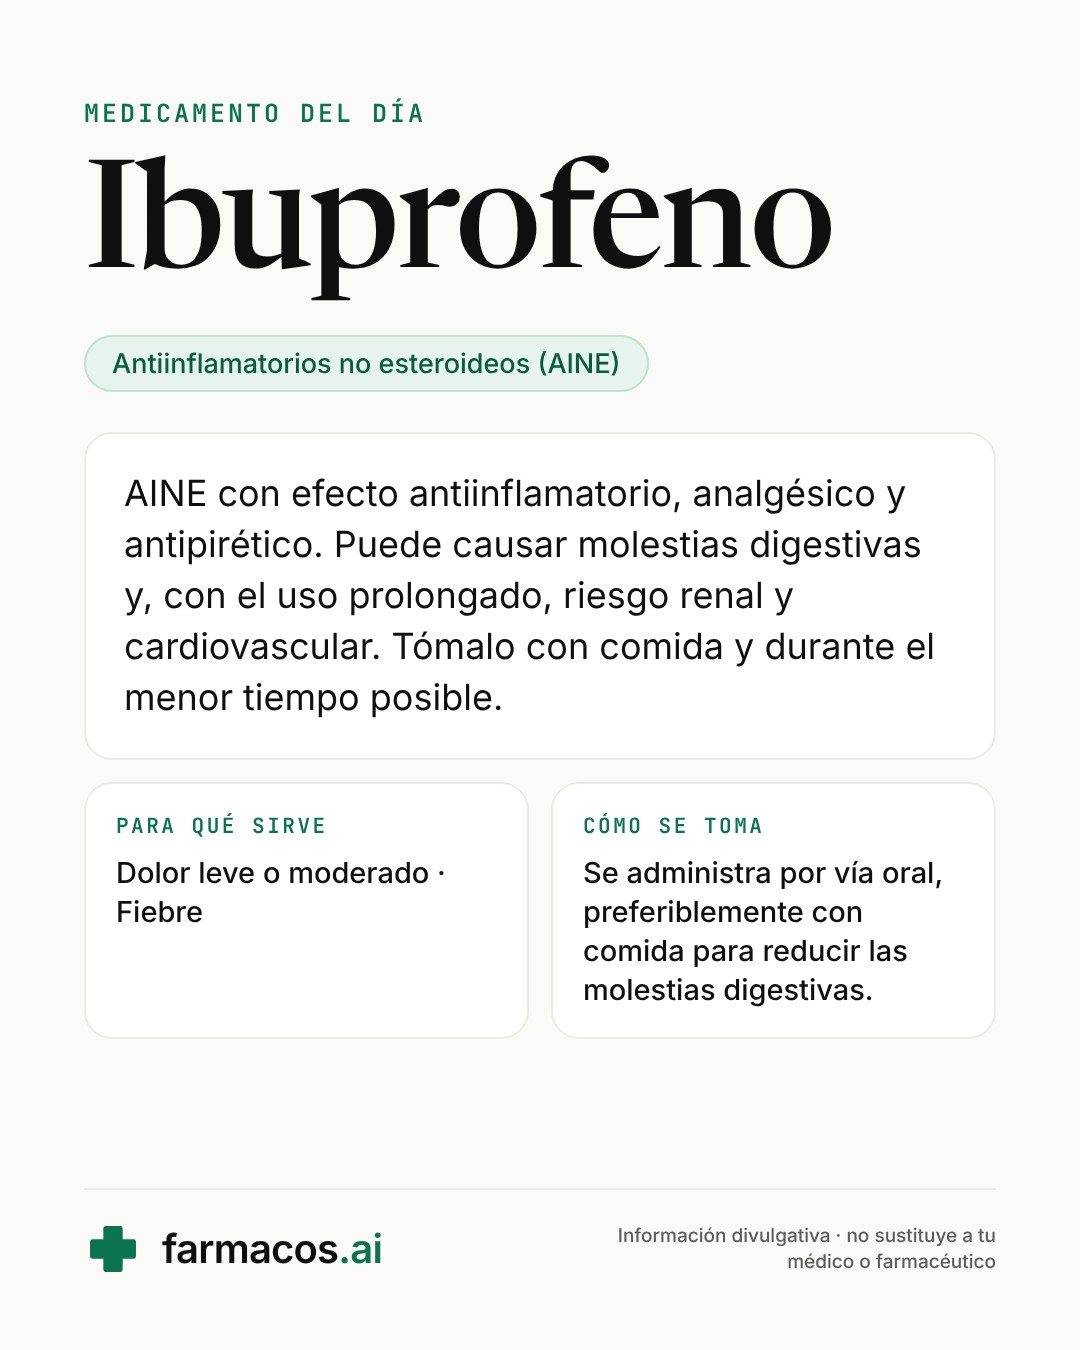 MEDICAMENTO DEL DÍA
Ibuprofeno
Antiinflamatorios no esteroideos (AINE)
AINE con efecto antiinflamatorio, analgésico y
antipirético. Puede causar molestias digestivas
y, con el uso prolongado, riesgo renal y
cardiovascular. Tómalo con comida y durante el
menor tiempo posible.
PARA QUÉ SIRVE
Dolor leve o moderado ·
Fiebre
CÓMO SE TOMA
Se administra por vía oral,
preferiblemente con
comida para reducir las
molestias digestivas.
farmacos.ai
Información divulgativa · no sustituye a tu
médico o farmacéutico